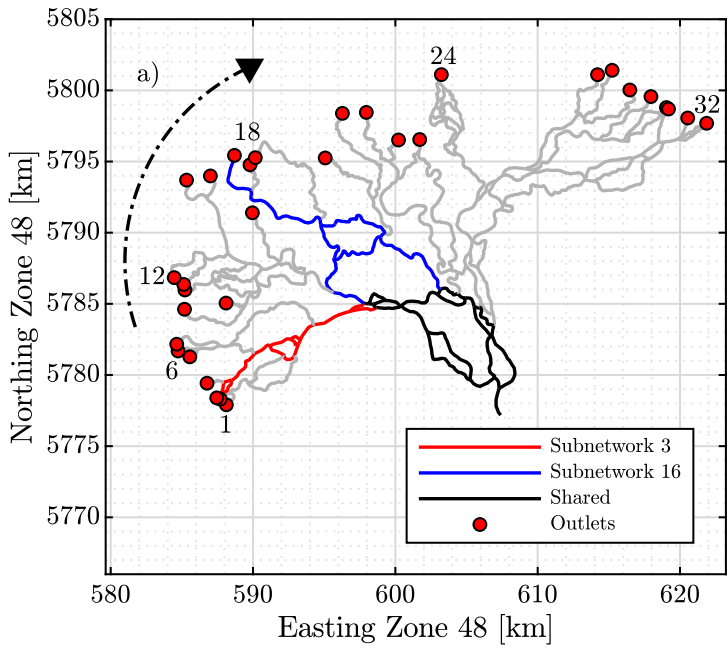 a)
24
32
18
12
6
1
5805
5800
5795
5790
5785
5780
5775
5770
Northing Zone 48 [km]
Subnetwork 3
Subnetwork 16
Shared
Outlets
580
590
600
610
620
Easting Zone 48 [km]